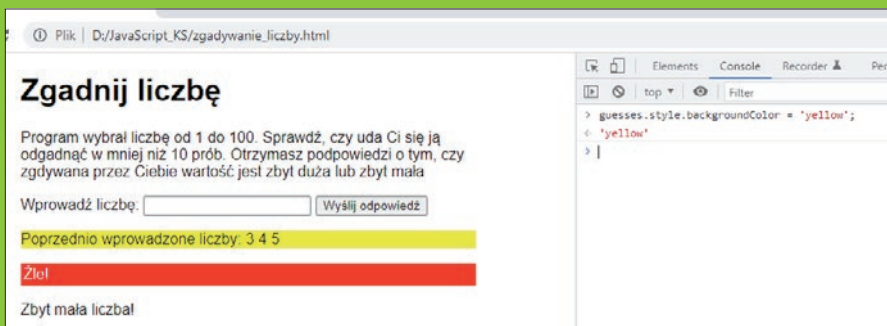 Plik | D:/JavaScript_KS/zgadywanie_liczby.html
Elements Console Recorder Per
top Filter
> guesses.style.backgroundColor = 'yellow';
< 'yellow'
>
Zgadnij liczbę
Program wybrał liczbę od 1 do 100. Sprawdź, czy uda Ci się ją
odgadnąć w mniej niż 10 prób. Otrzymasz podpowiedzi o tym, czy
zgdywana przez Ciebie wartość jest zbyt duża lub zbyt mała
Wprowadź liczbę: Wyślij odpowiedź
Poprzednio wprowadzone liczby: 3 4 5
Źle!
Zbyt mała liczba!